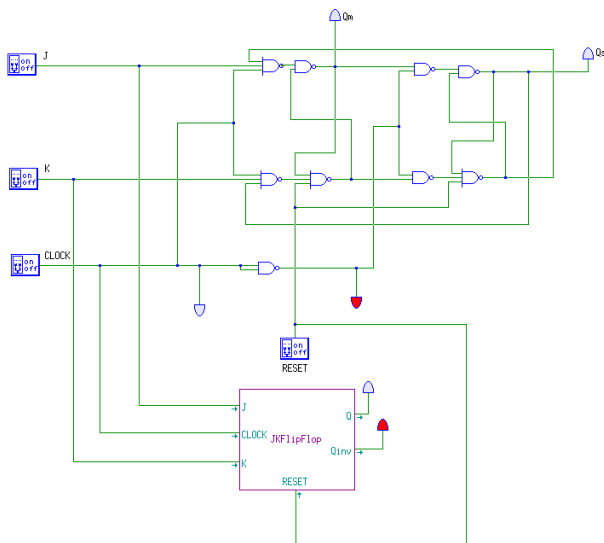 Qm
Qs
J
on
off
K
on
off
CLOCK
on
off
on
off
RESET
J
Q
CLOCK
JKFlipFlop
Qinv
K
RESET